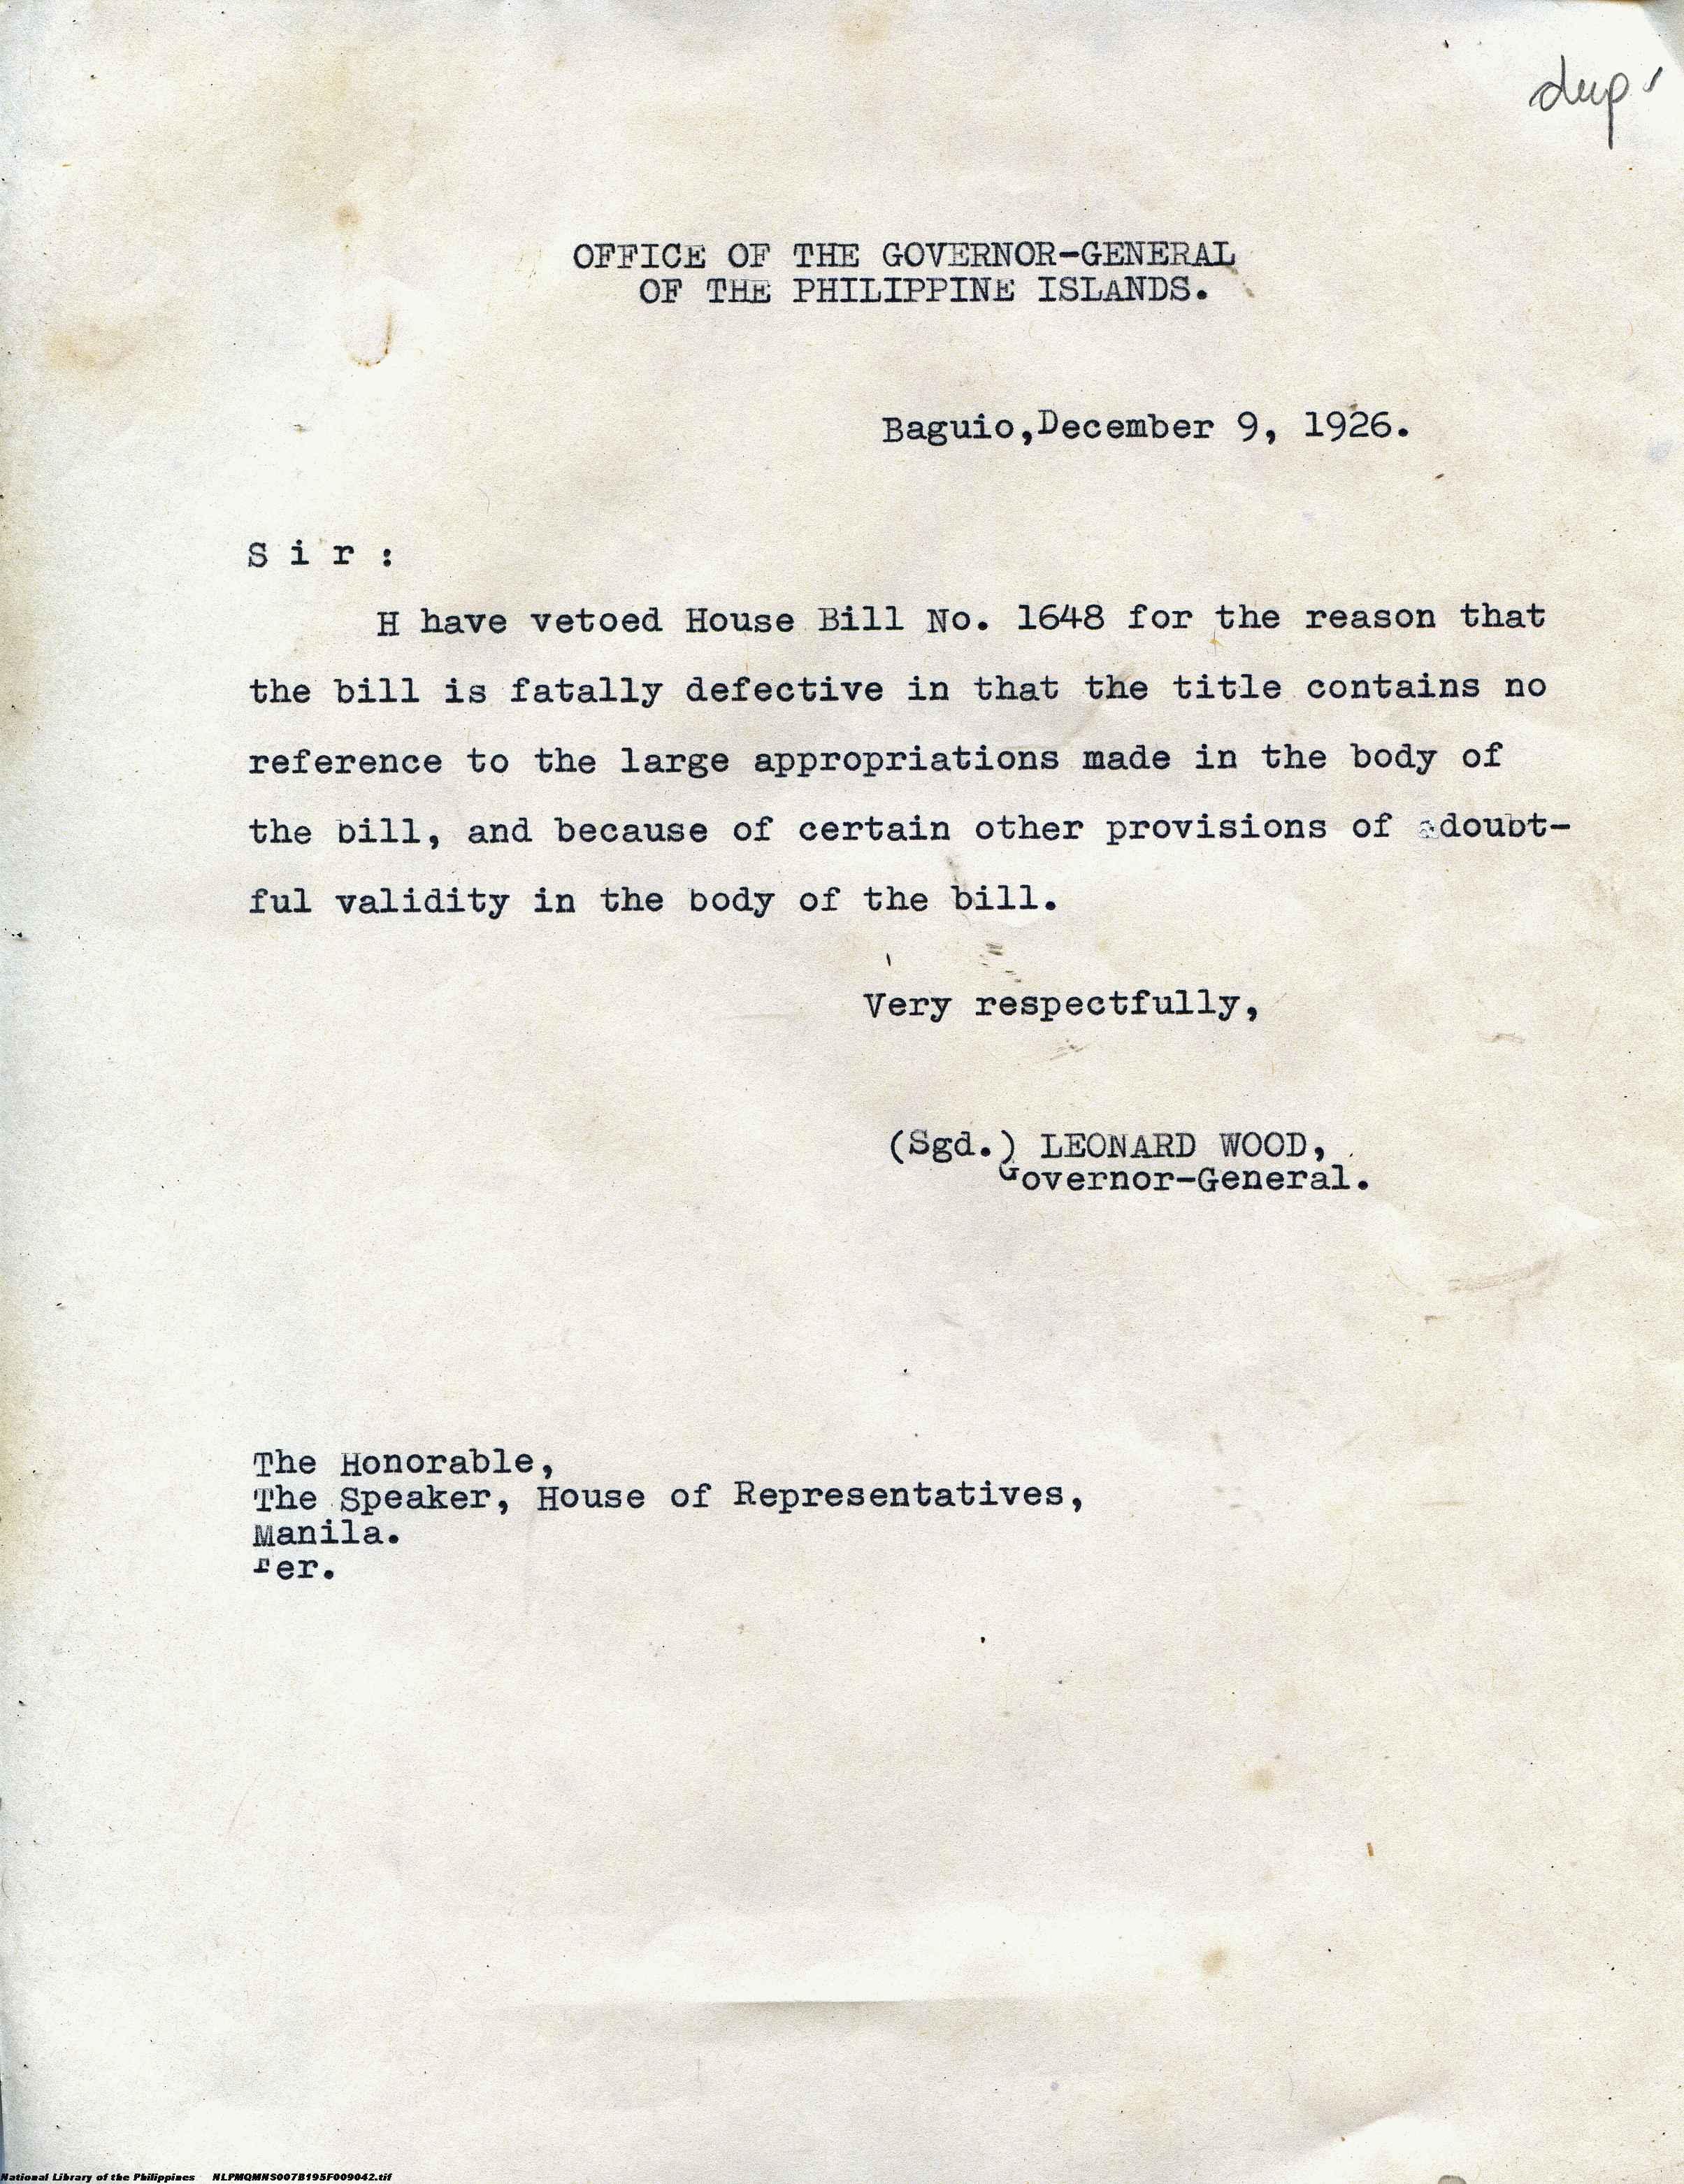 dup
OFFICE OF THE GOVERNOR-GENERAL
OF THE PHILIPPINE ISLANDS.
Baguio,December 9, 1926.
S i r :
H have vetoed House Bill No. 1648 for the reason that
the bill is fatally defective in that the title contains no
reference to the large appropriations made in the body of
the bill, and because of certain other provisions of doubt-
ful validity in the body of the bill.
Very respectfully,
(Sgd.) LEONARD WOOD,
Governor-General.
The Honorable,
The Speaker, House of Representatives,
Manila.
rer.
National Library of the Philippines NLPMQMNS007B195F009042.tif